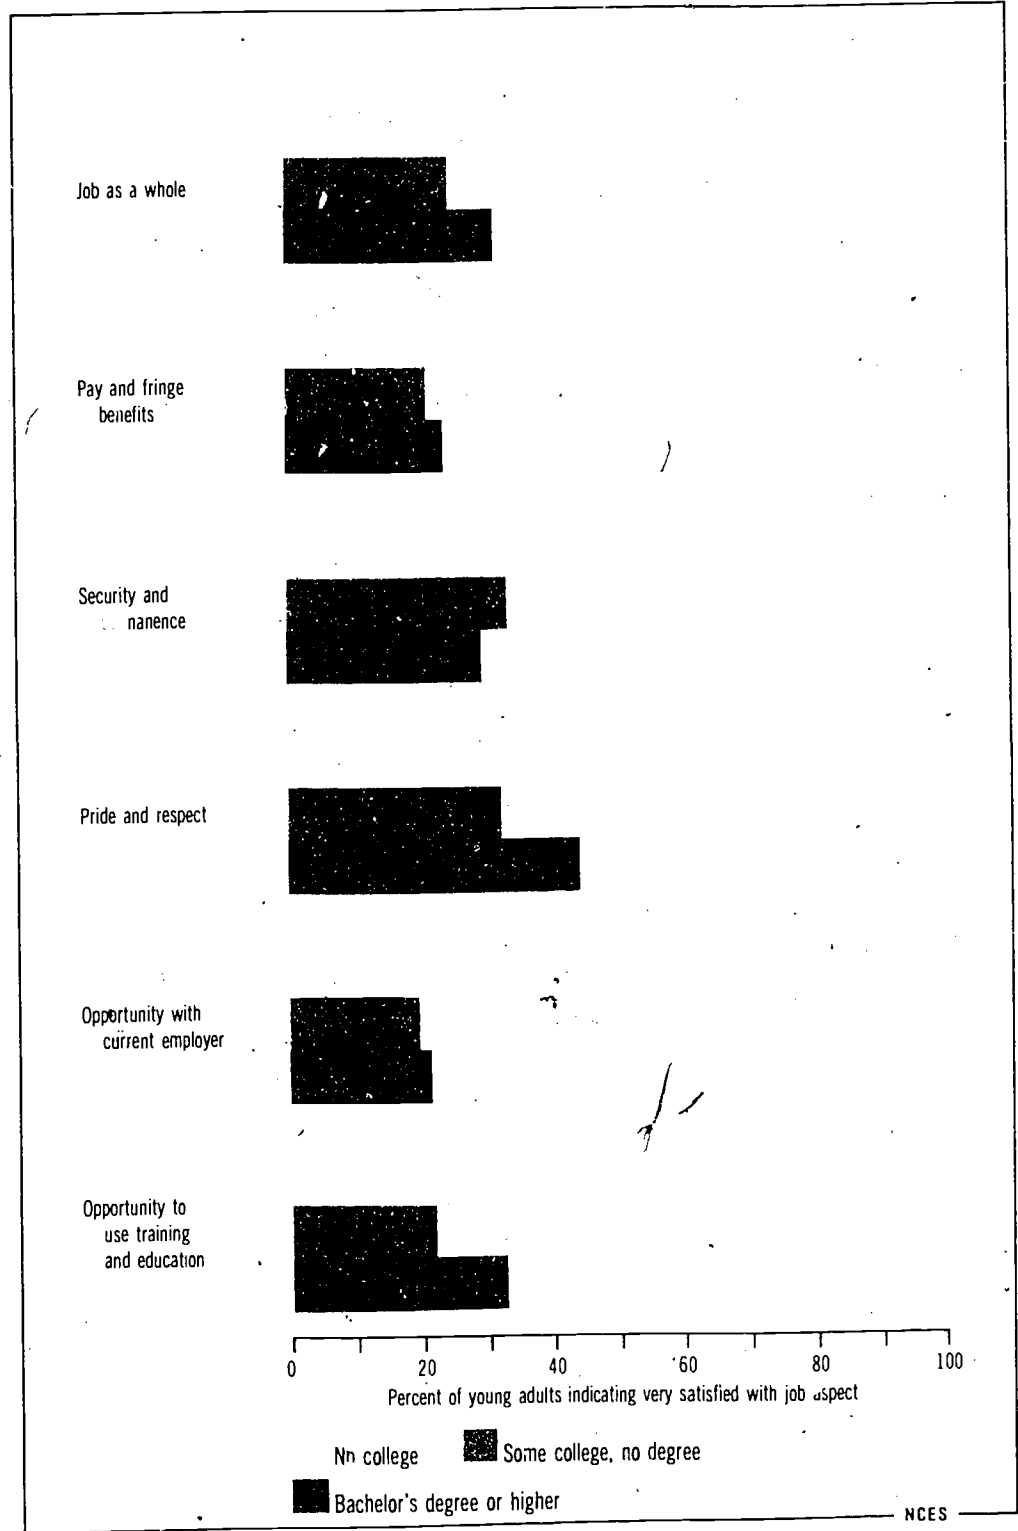 Job as a whole
Pay and fringe
benefits
Security and
nanence
Pride and respect
Opportunity with
current employer
Opportunity to
use training
and education
0 20 40 60 80 100
Percent of young adults indicating very satisfied with job aspect
No college Some college, no degree
Bachelor's degree or higher
NCES